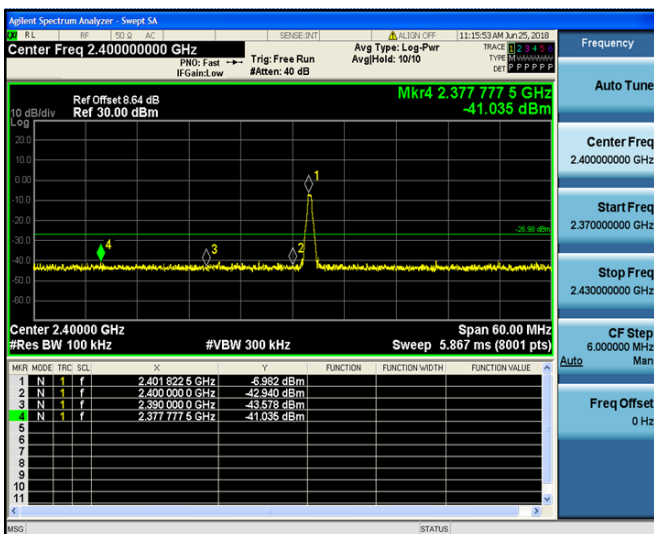 Agilent Spectrum Analyzer - Swept SA
RL RF 50 Ω AC SENSE:INT ALIGN OFF 11:15:53 AM Jun 25, 2018
Center Freq 2.400000000 GHz
PNO: Fast
IFGain:Low
Trig: Free Run
#Atten: 40 dB
Avg Type: Log-Pwr
Avg|Hold: 10/10
TRACE 1 2 3 4 5 6
TYPE M W W W W W
DET P P P P P P
Frequency
Auto Tune
Center Freq
2.400000000 GHz
Start Freq
2.370000000 GHz
Stop Freq
2.430000000 GHz
CF Step
6.000000 MHz
Auto Man
Freq Offset
0 Hz
Mkr4 2.377 777 5 GHz
-41.035 dBm
Ref Offset 8.64 dB
10 dB/div Ref 30.00 dBm
Log
20.0
10.0
0.00
-10.0
-20.0
-30.0
-40.0
-50.0
-60.0
1
2
3
4
-26.98 dBm
Center 2.40000 GHz Span 60.00 MHz
#Res BW 100 kHz #VBW 300 kHz Sweep 5.867 ms (8001 pts)
MKR MODE TRC SCL X Y FUNCTION FUNCTION WIDTH FUNCTION VALUE
1 N 1 f 2.401 822 5 GHz -6.982 dBm
2 N 1 f 2.400 000 0 GHz -42.940 dBm
3 N 1 f 2.390 000 0 GHz -43.578 dBm
4 N 1 f 2.377 777 5 GHz -41.035 dBm
5
6
7
8
9
10
11
MSG STATUS